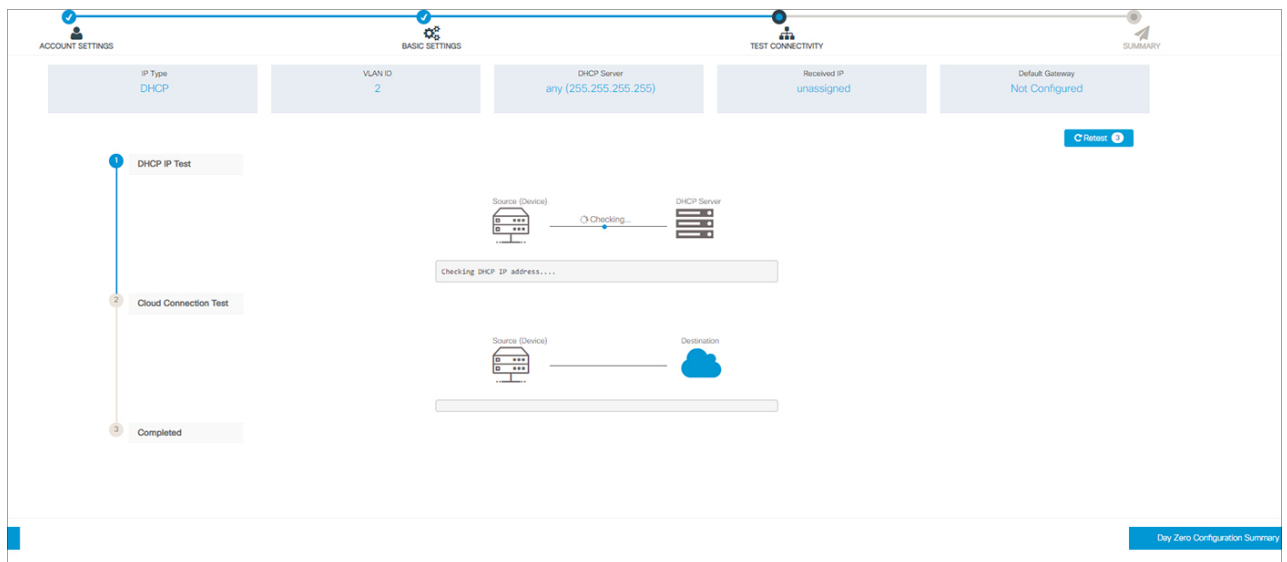 ACCOUNT SETTINGS
BASIC SETTINGS
TEST CONNECTIVITY
SUMMARY
IP Type
DHCP
VLAN ID
2
DHCP Server
any (255.255.255.255)
Received IP
unassigned
Default Gateway
Not Configured
Retest 3
1 DHCP IP Test
Source (Device)
DHCP Server
Checking...
Checking DHCP IP address....
2 Cloud Connection Test
Source (Device)
Destination
3 Completed
Day Zero Configuration Summary